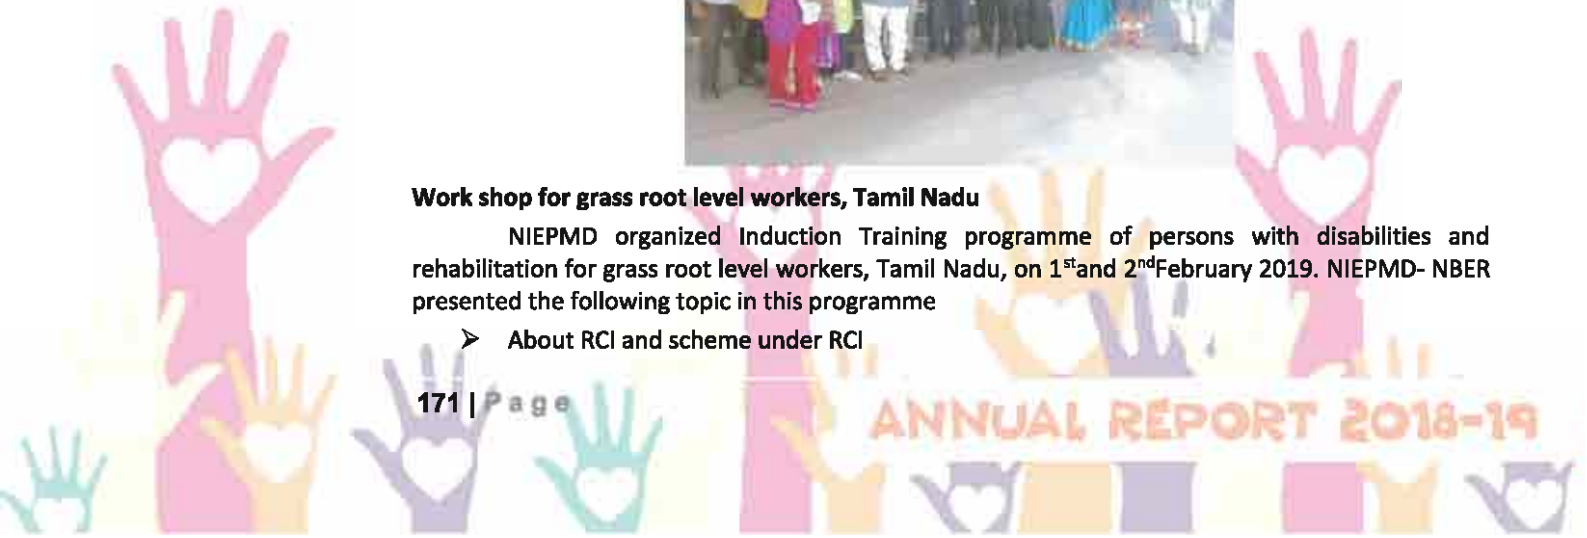 Work shop for grass root level workers, Tamil Nadu
NIEPMD organized Induction Training programme of persons with disabilities and
rehabilitation for grass root level workers, Tamil Nadu, on 1stand 2ndFebruary 2019. NIEPMD- NBER
presented the following topic in this programme
➢ About RCI and scheme under RCI
171 | Page
ANNUAL REPORT 2018-19